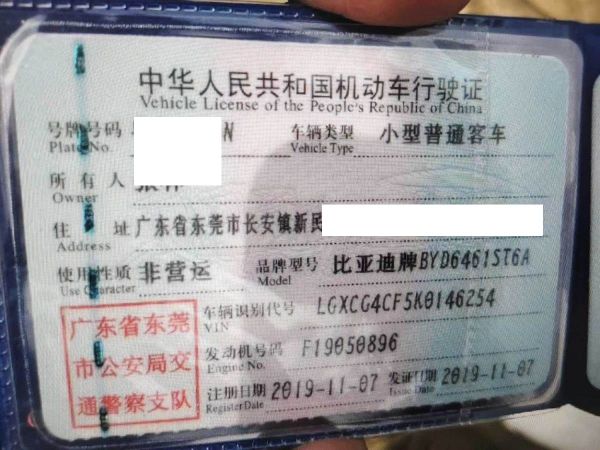 中华人民共和国机动车行驶证
Vehicle License of the People's Republic of China
号牌号码 N 车辆类型 小型普通客车
Plate No. Vehicle Type
所有人
Owner
住址 广东省东莞市长安镇新民
Address
使用性质 非营运 品牌型号 比亚迪牌BYD6461ST6A
Use Character Model
车辆识别代号 LGXCG4CF5K0146254
VIN
发动机号码 F19050896
Engine No.
注册日期 2019-11-07 发证日期 2019-11-07
Register Date Issue Date
广东省东莞
市公安局交
通警察支队